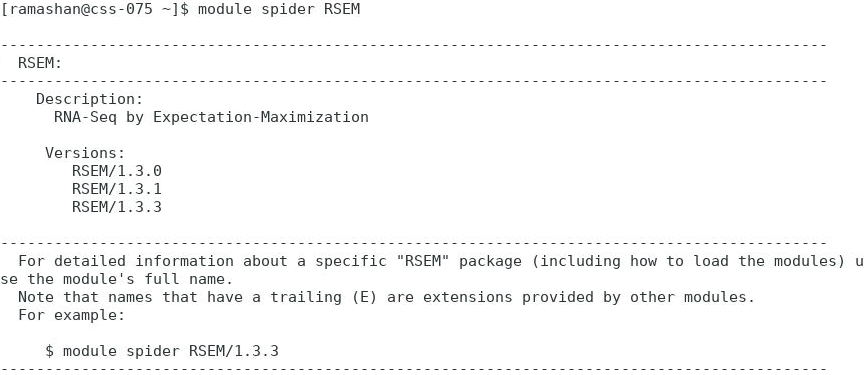 [ramashan@css-075 ~]$ module spider RSEM
--------------------------------------------------------------------------------------------
RSEM:
--------------------------------------------------------------------------------------------
Description:
RNA-Seq by Expectation-Maximization
Versions:
RSEM/1.3.0
RSEM/1.3.1
RSEM/1.3.3
--------------------------------------------------------------------------------------------
For detailed information about a specific "RSEM" package (including how to load the modules) u
se the module's full name.
Note that names that have a trailing (E) are extensions provided by other modules.
For example:
$ module spider RSEM/1.3.3
--------------------------------------------------------------------------------------------